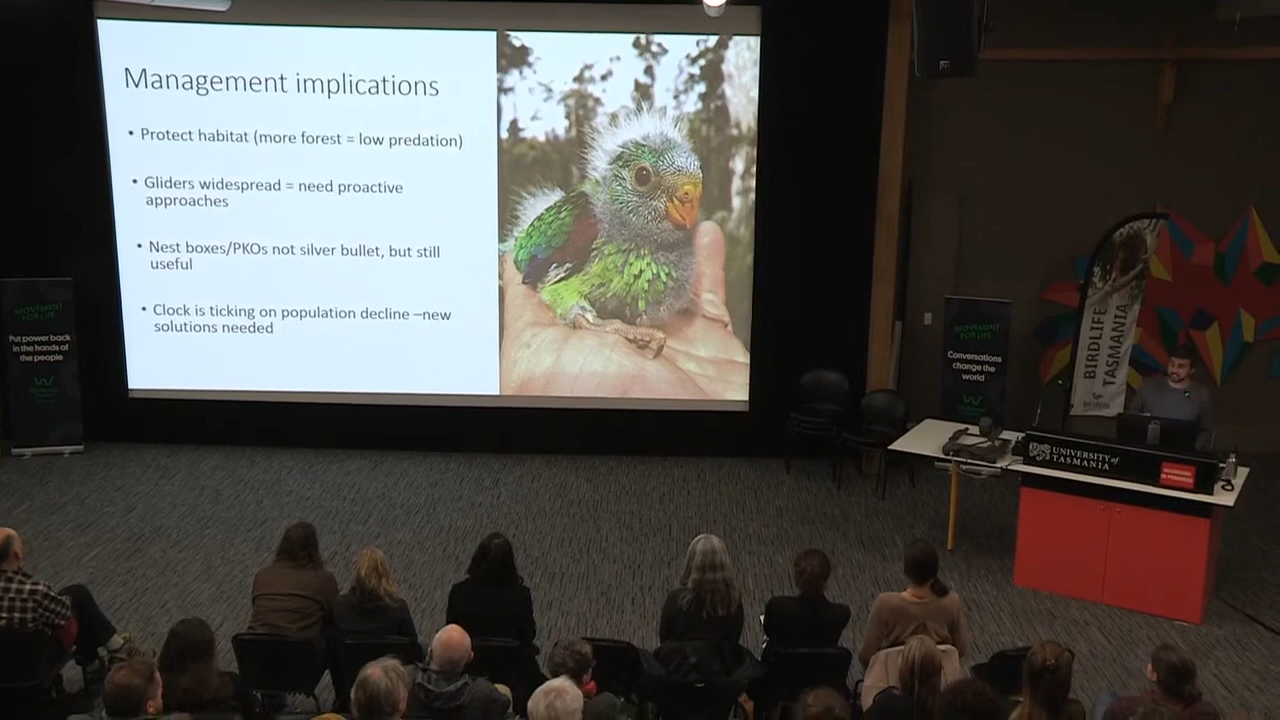 Management implications
• Protect habitat (more forest = low predation)
• Gliders widespread = need proactive
approaches
• Nest boxes/PKOs not silver bullet, but still
useful
• Clock is ticking on population decline –new
solutions needed
MOVEMENT
FOR LIFE
Put power back
in the hands of
the people
MOVEMENT
FOR LIFE
Conversations
change the
world
BIRDLIFE
TASMANIA
UNIVERSITY of
TASMANIA